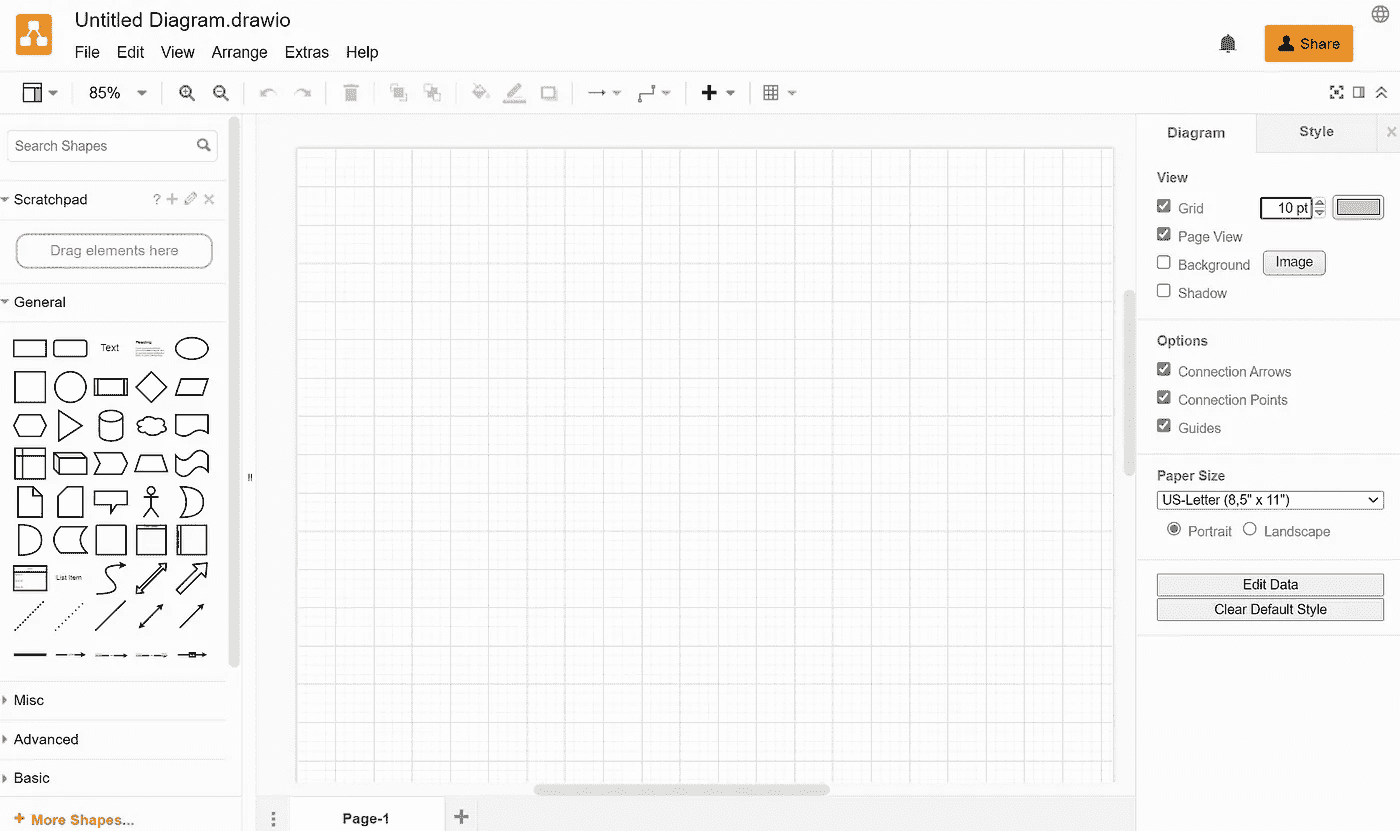 Untitled Diagram.drawio
File Edit View Arrange Extras Help
Share
85%
Search Shapes
Scratchpad
?
Drag elements here
General
Text
Heading
List Item
Misc
Advanced
Basic
+ More Shapes...
Page-1
Diagram
Style
View
Grid
10 pt
Page View
Background
Image
Shadow
Options
Connection Arrows
Connection Points
Guides
Paper Size
US-Letter (8,5" x 11")
Portrait
Landscape
Edit Data
Clear Default Style